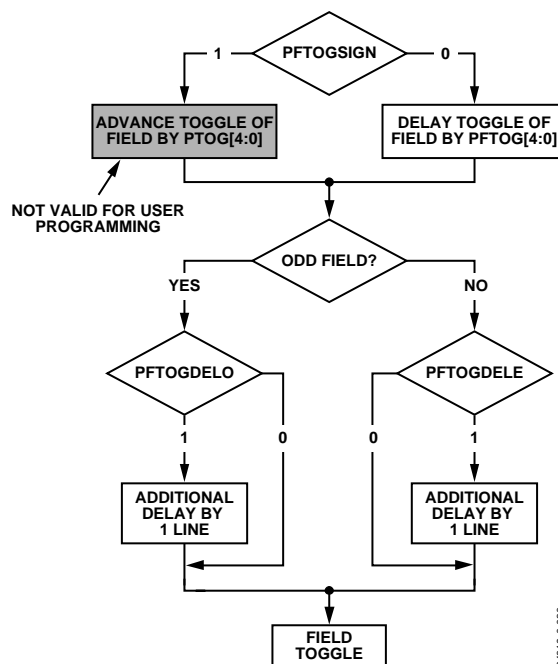 PFTOGSIGN
1
0
ADVANCE TOGGLE OF
FIELD BY PTOG[4:0]
DELAY TOGGLE OF
FIELD BY PFTOG[4:0]
NOT VALID FOR USER
PROGRAMMING
ODD FIELD?
YES
NO
PFTOGDELO
PFTOGDELE
1
0
0
1
ADDITIONAL
DELAY BY
1 LINE
ADDITIONAL
DELAY BY
1 LINE
FIELD
TOGGLE